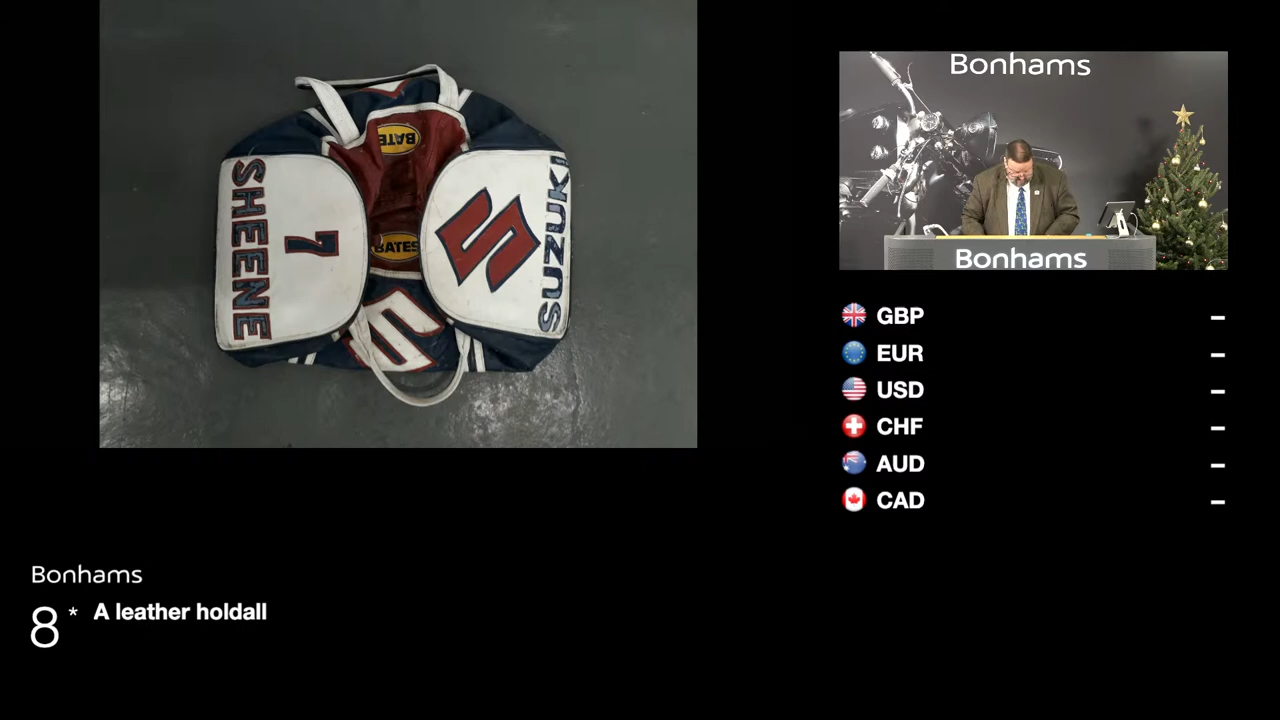 SHEENE
7
BATES
BATES
SUZUKI
Bonhams
Bonhams
GBP –
EUR –
USD –
CHF –
AUD –
CAD –
Bonhams
8 * A leather holdall